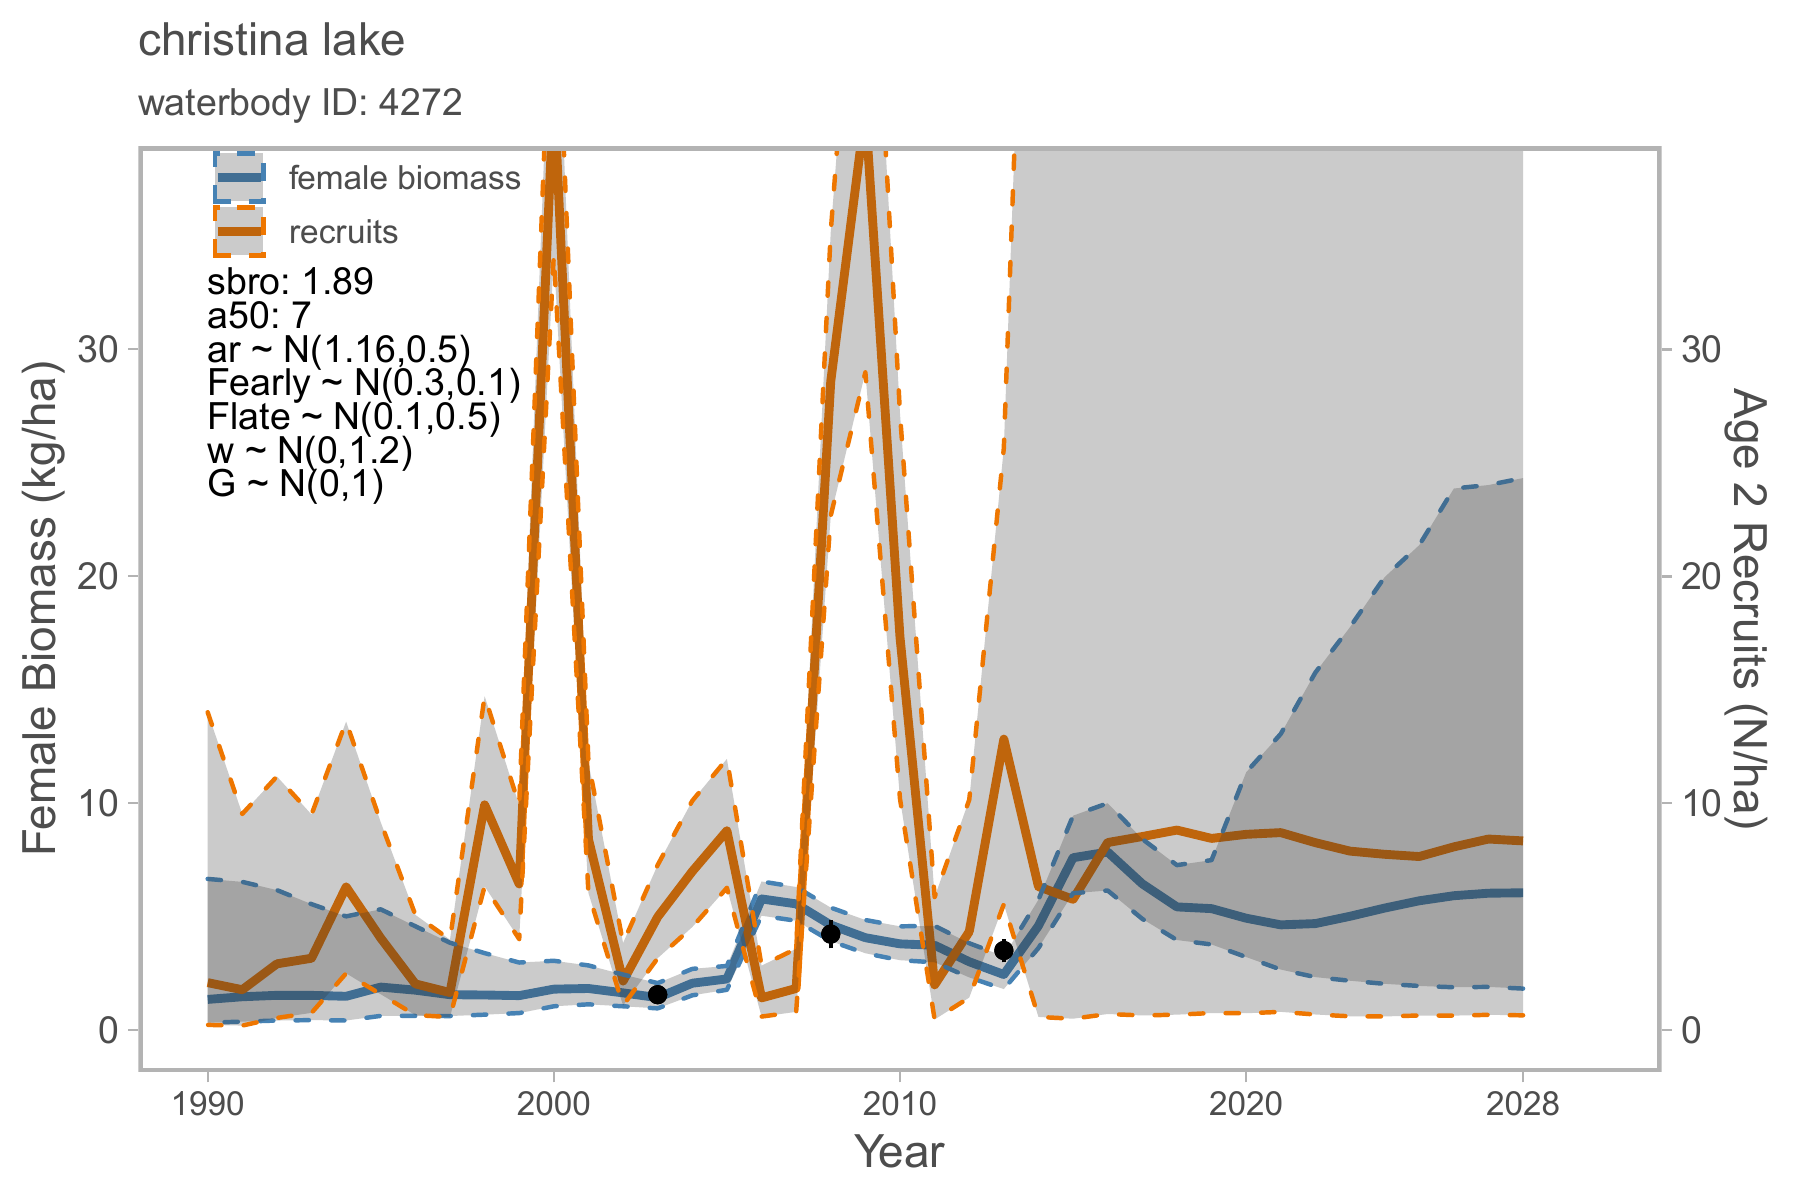 christina lake
waterbody ID: 4272
female biomass
recruits
sbro: 1.89
a50: 7
ar ~ N(1.16,0.5)
Fearly ~ N(0.3,0.1)
Flate ~ N(0.1,0.5)
w ~ N(0,1.2)
G ~ N(0,1)
Female Biomass (kg/ha)
30
20
10
0
30
20
10
0
Age 2 Recruits (N/ha)
1990 2000 2010 2020 2028
Year